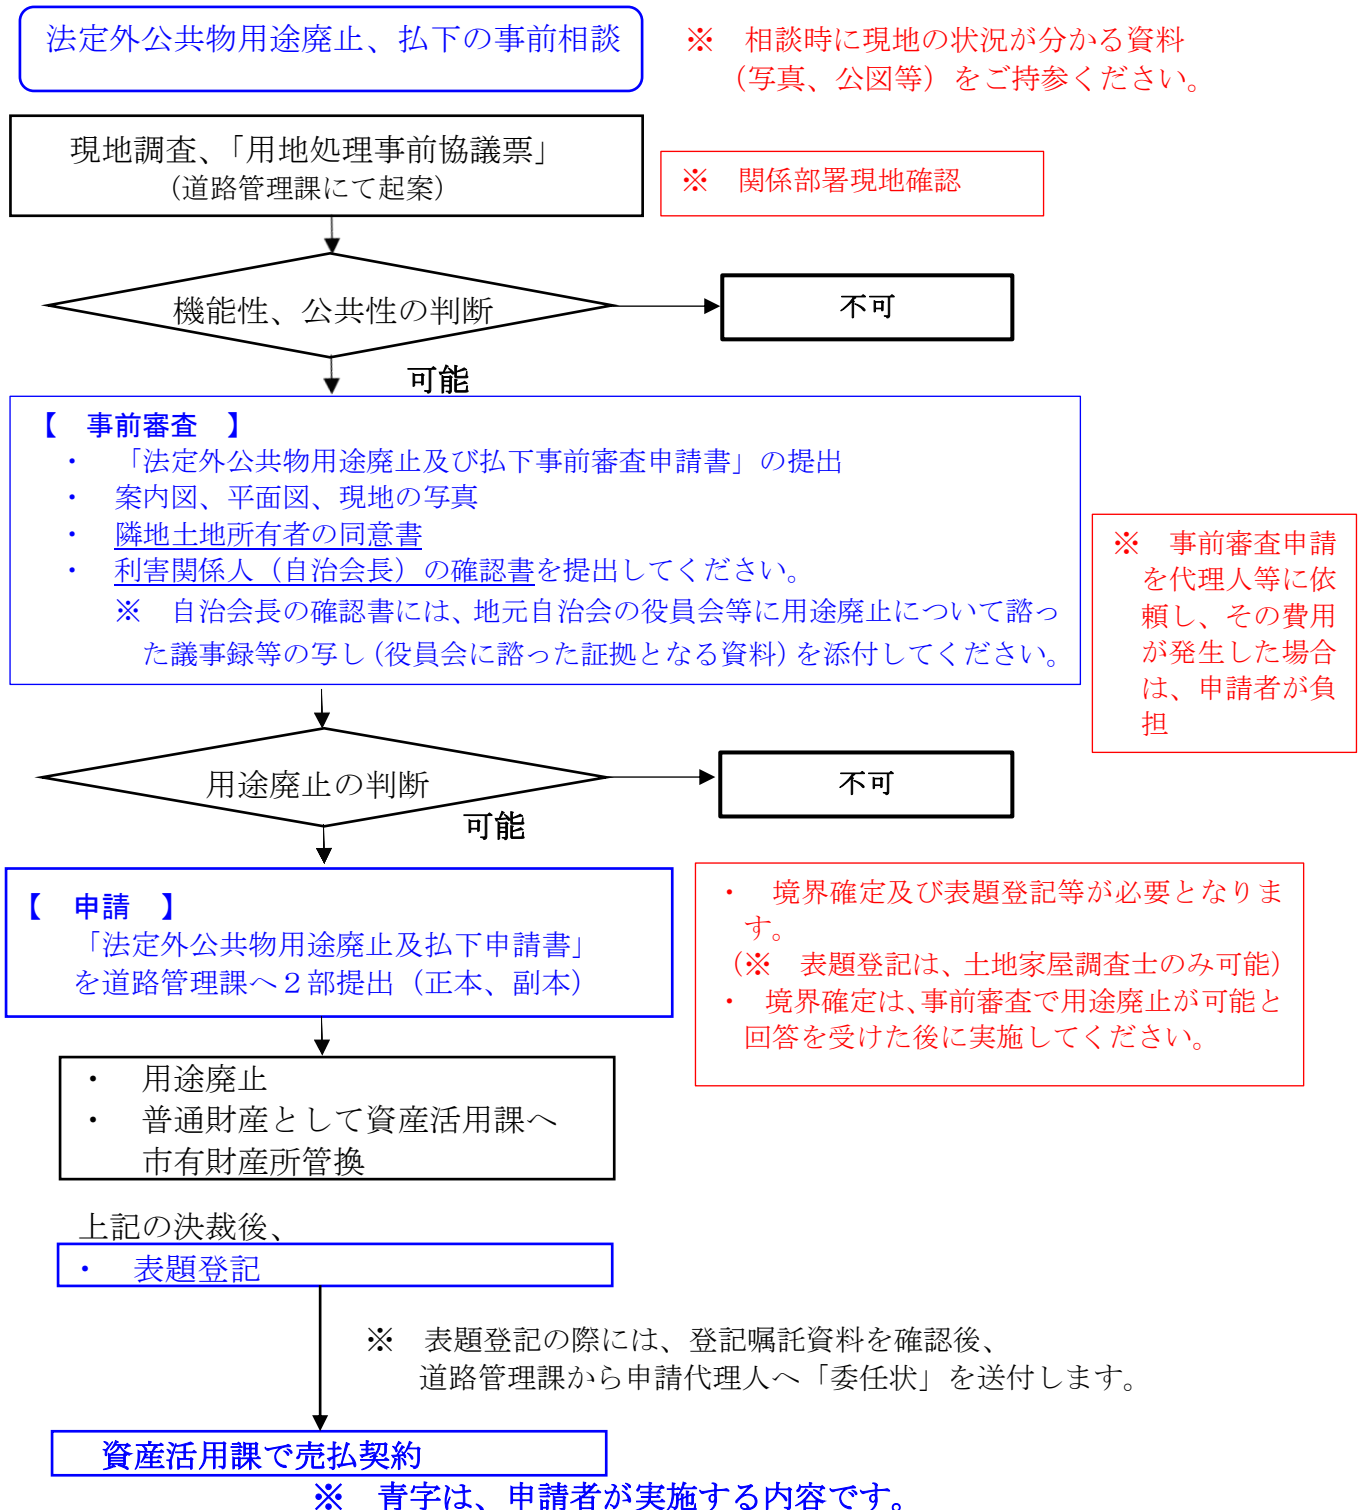 法定外公共物用途廃止、払下の事前相談
※　相談時に現地の状況が分かる資料
（写真、公図等）をご持参ください。
現地調査、「用地処理事前協議票」
（道路管理課にて起案）
※　関係部署現地確認
機能性、公共性の判断
不可
可能
【　事前審査　】
・　「法定外公共物用途廃止及び払下事前審査申請書」の提出
・　案内図、平面図、現地の写真
・　隣地土地所有者の同意書
・　利害関係人（自治会長）の確認書を提出してください。
※　自治会長の確認書には、地元自治会の役員会等に用途廃止について諮っ
た議事録等の写し（役員会に諮った証拠となる資料）を添付してください。
※　事前審査申請
を代理人等に依
頼し、その費用
が発生した場合
は、申請者が負
担
用途廃止の判断
不可
可能
【　申請　】
「法定外公共物用途廃止及払下申請書」
を道路管理課へ２部提出（正本、副本）
・　境界確定及び表題登記等が必要となりま
す。
（※　表題登記は、土地家屋調査士のみ可能）
・　境界確定は、事前審査で用途廃止が可能と
回答を受けた後に実施してください。
・　用途廃止
・　普通財産として資産活用課へ
市有財産所管換
上記の決裁後、
・　表題登記
※　表題登記の際には、登記嘱託資料を確認後、
道路管理課から申請代理人へ「委任状」を送付します。
資産活用課で売払契約
※　青字は、申請者が実施する内容です。